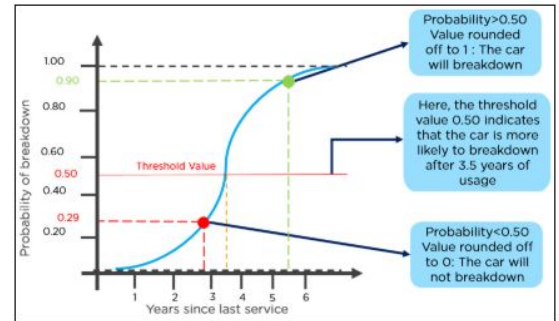 Probability>0.50
Value rounded
off to 1 : The car
will breakdown
1.00
0.90
0.80
0.60
0.50
0.40
0.29
0.20
Probability of breakdown
Threshold Value
Here, the threshold
value 0.50 indicates
that the car is more
likely to breakdown
after 3.5 years of
usage
Probability<0.50
Value rounded off
to 0: The car will
not breakdown
1 2 3 4 5 6
Years since last service